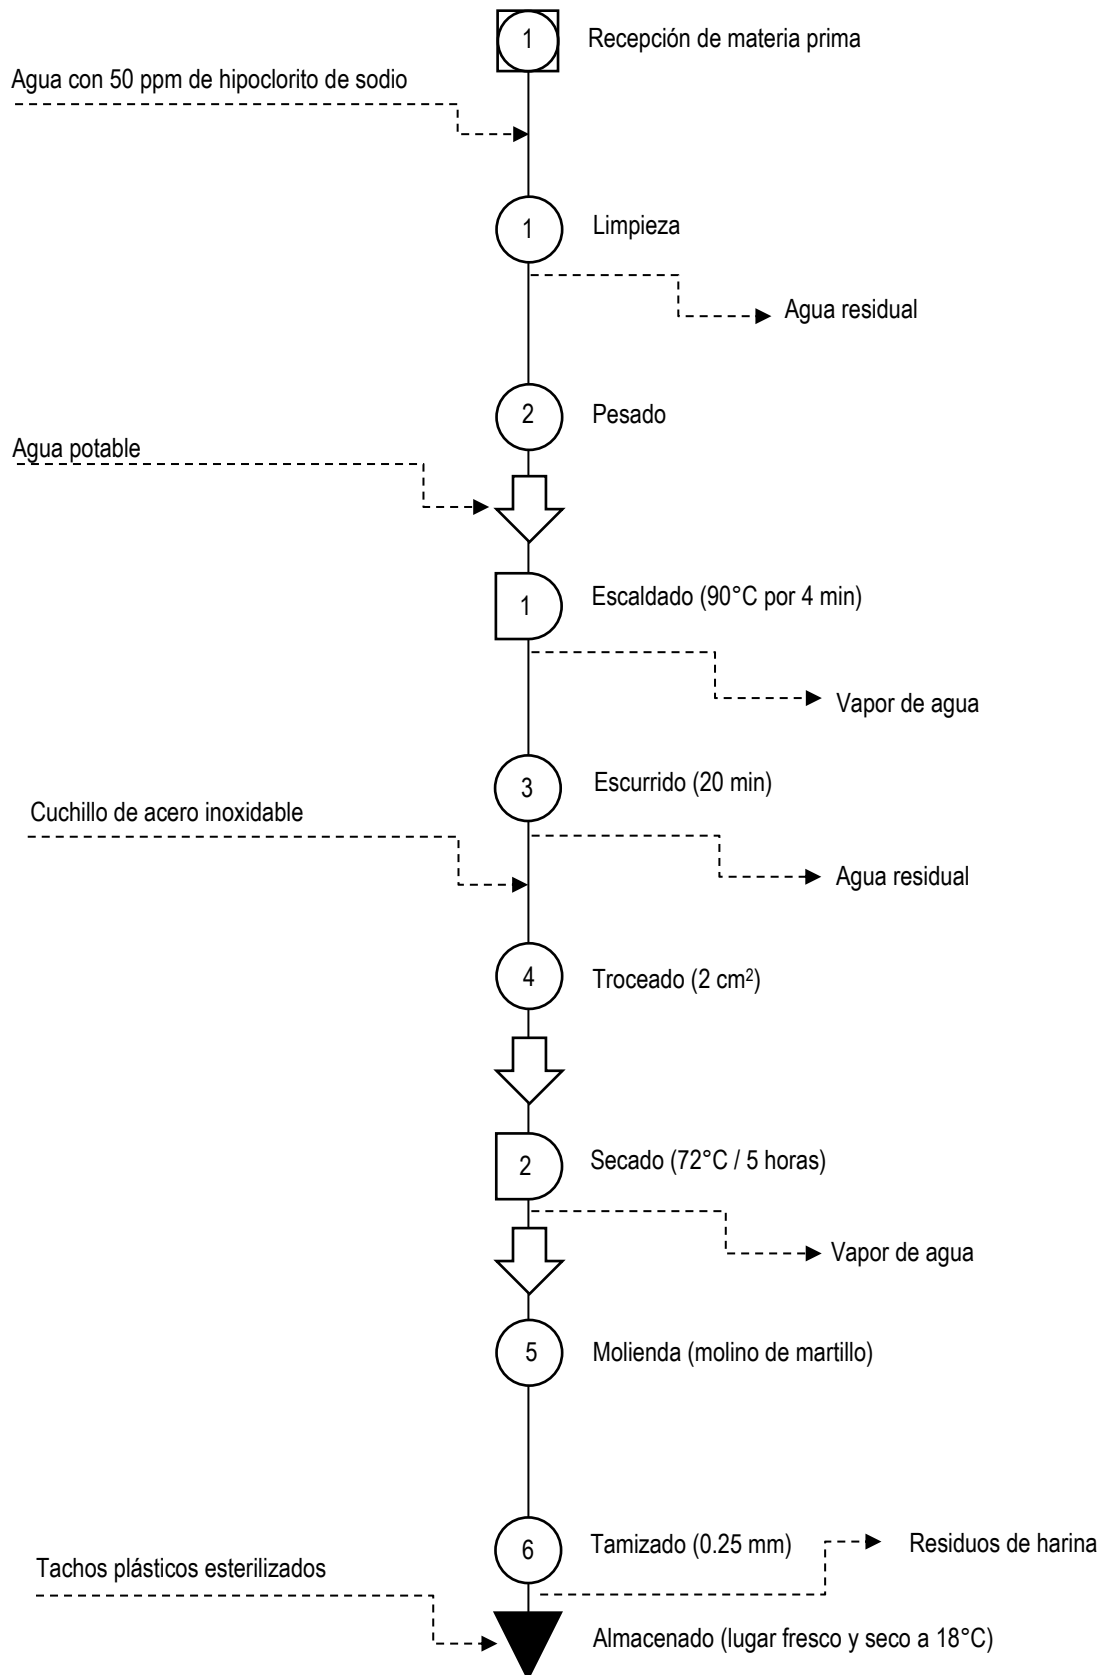 1 Recepción de materia prima
Agua con 50 ppm de hipoclorito de sodio
1 Limpieza
Agua residual
2 Pesado
Agua potable
1 Escaldado (90°C por 4 min)
Vapor de agua
3 Escurrido (20 min)
Cuchillo de acero inoxidable
Agua residual
4 Troceado (2 cm²)
2 Secado (72°C / 5 horas)
Vapor de agua
5 Molienda (molino de martillo)
6 Tamizado (0.25 mm)
Residuos de harina
Tachos plásticos esterilizados
Almacenado (lugar fresco y seco a 18°C)